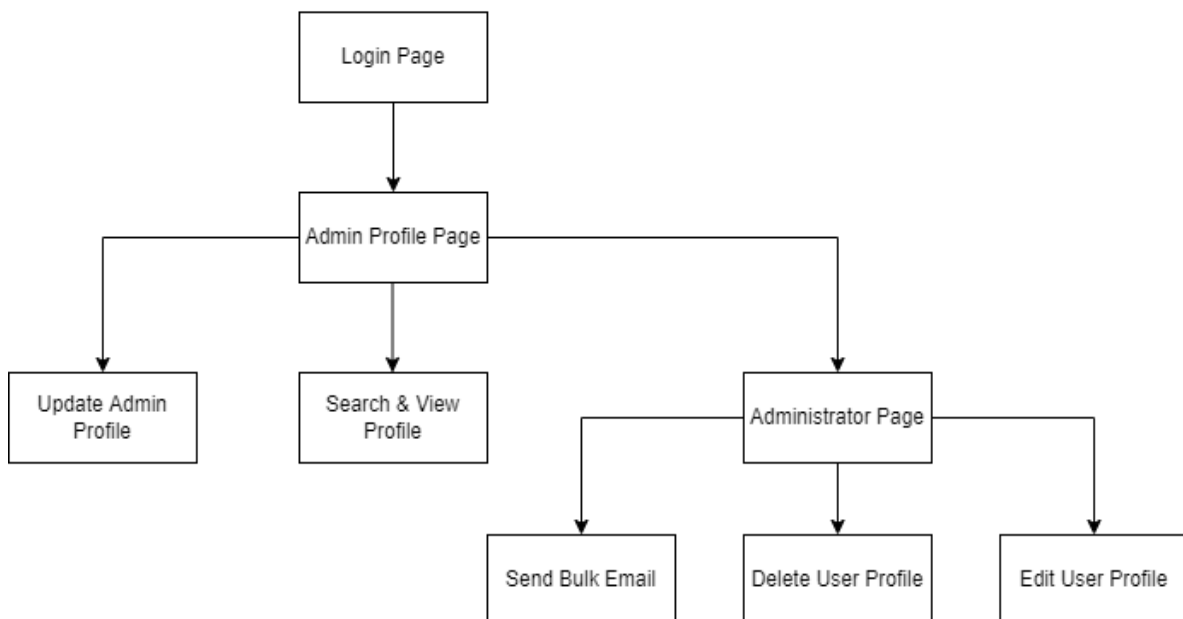 Login Page
Admin Profile Page
Update Admin
Profile
Search & View
Profile
Administrator Page
Send Bulk Email
Delete User Profile
Edit User Profile